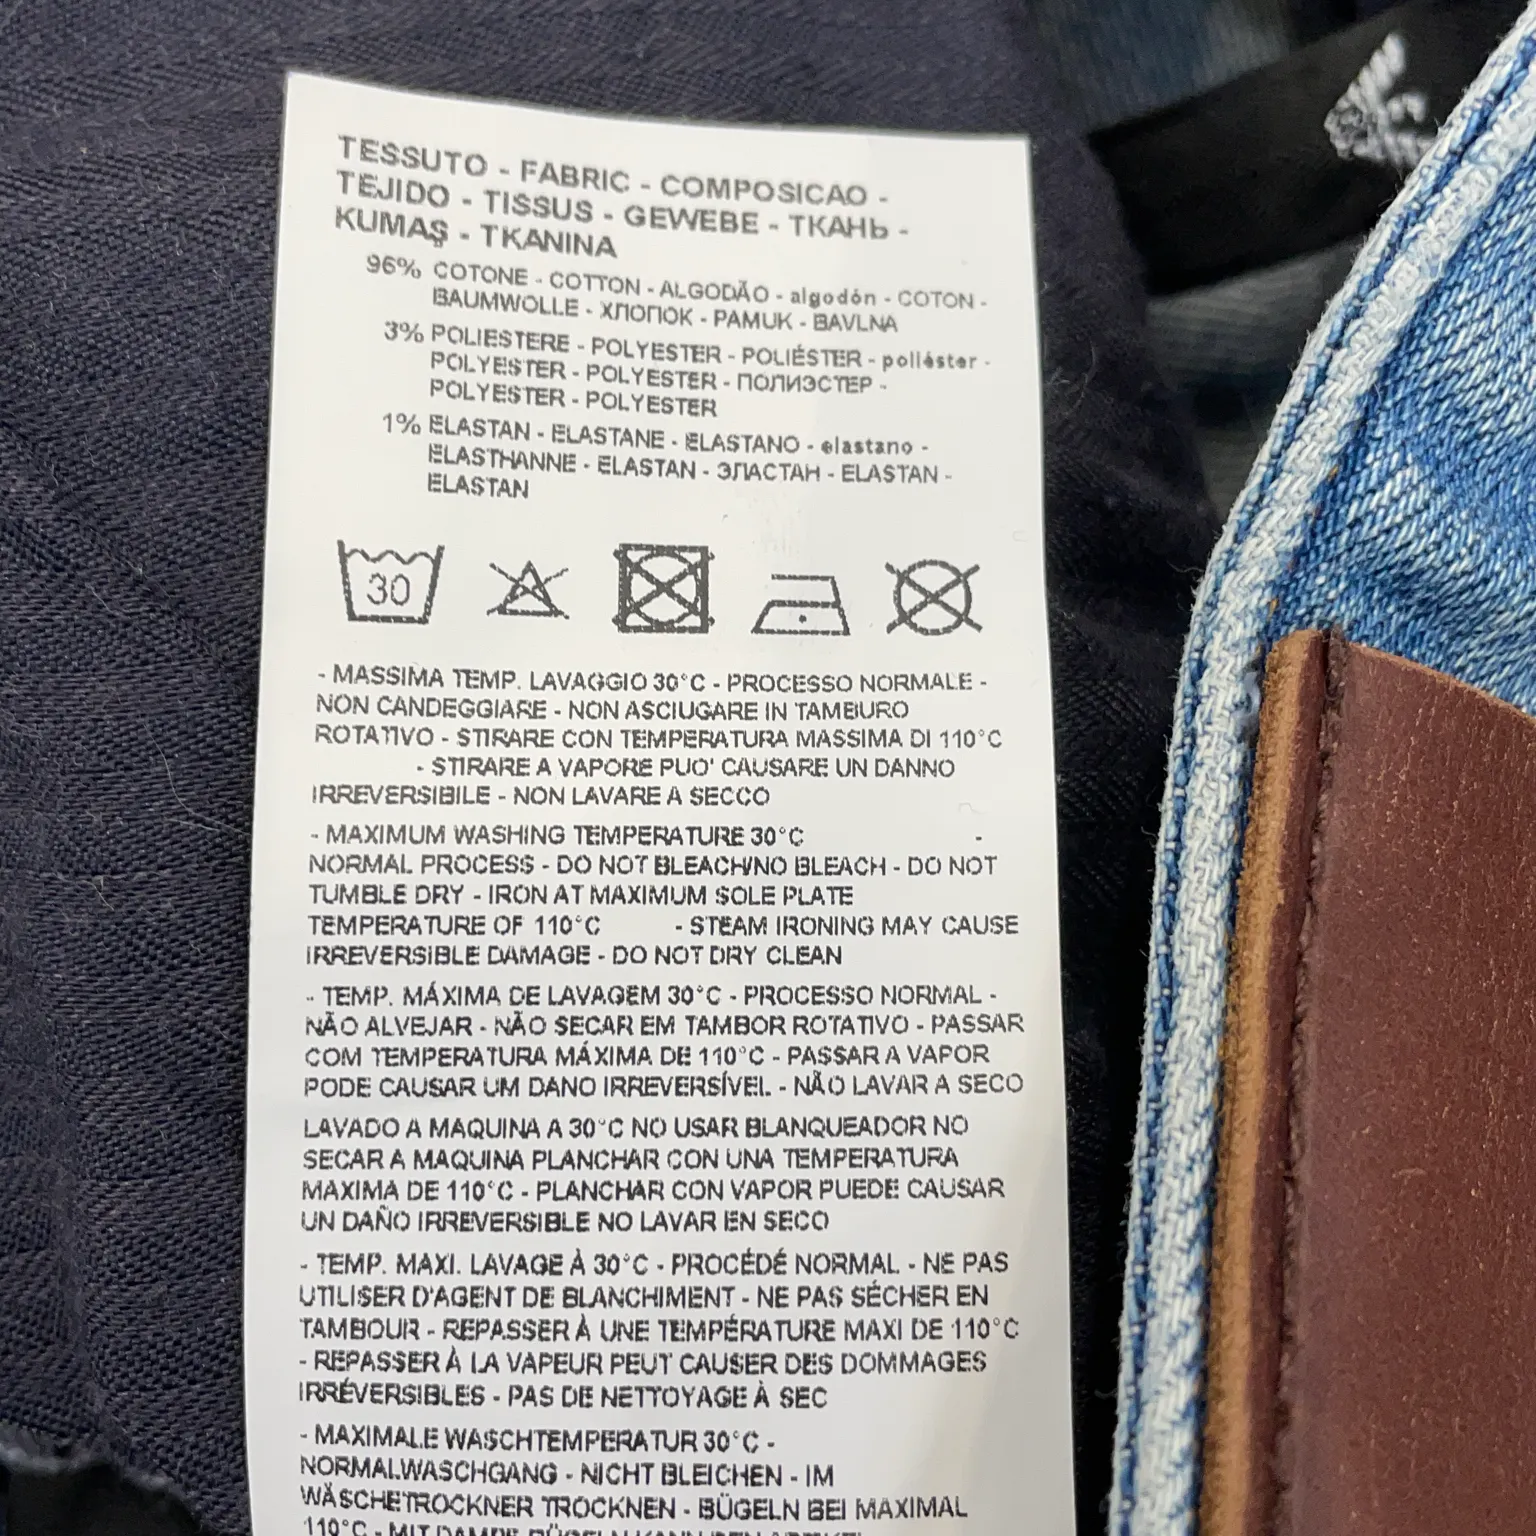 TESSUTO - FABRIC - COMPOSICAO -
TEJIDO - TISSUS - GEWEBE - ТКАНЬ -
KUMAŞ - TKANINA
96% COTONE - COTTON - ALGODÃO - algodón - COTON -
BAUMWOLLE - ХЛОПОК - PAMUK - BAVLNA
3% POLIESTERE - POLYESTER - POLIÉSTER - poliéster -
POLYESTER - POLYESTER - ПОЛИЭСТЕР -
POLYESTER - POLYESTER
1% ELASTAN - ELASTANE - ELASTANO - elastano -
ELASTHANNE - ELASTAN - ЭЛАСТАН - ELASTAN -
ELASTAN
30
- MASSIMA TEMP. LAVAGGIO 30°C - PROCESSO NORMALE -
NON CANDEGGIARE - NON ASCIUGARE IN TAMBURO
ROTATIVO - STIRARE CON TEMPERATURA MASSIMA DI 110°C
- STIRARE A VAPORE PUO' CAUSARE UN DANNO
IRREVERSIBILE - NON LAVARE A SECCO
- MAXIMUM WASHING TEMPERATURE 30°C -
NORMAL PROCESS - DO NOT BLEACH/NO BLEACH - DO NOT
TUMBLE DRY - IRON AT MAXIMUM SOLE PLATE
TEMPERATURE OF 110°C - STEAM IRONING MAY CAUSE
IRREVERSIBLE DAMAGE - DO NOT DRY CLEAN
- TEMP. MÁXIMA DE LAVAGEM 30°C - PROCESSO NORMAL -
NÃO ALVEJAR - NÃO SECAR EM TAMBOR ROTATIVO - PASSAR
COM TEMPERATURA MÁXIMA DE 110°C - PASSAR A VAPOR
PODE CAUSAR UM DANO IRREVERSÍVEL - NÃO LAVAR A SECO
LAVADO A MAQUINA A 30°C NO USAR BLANQUEADOR NO
SECAR A MAQUINA PLANCHAR CON UNA TEMPERATURA
MAXIMA DE 110°C - PLANCHAR CON VAPOR PUEDE CAUSAR
UN DAÑO IRREVERSIBLE NO LAVAR EN SECO
- TEMP. MAXI. LAVAGE À 30°C - PROCÉDÉ NORMAL - NE PAS
UTILISER D'AGENT DE BLANCHIMENT - NE PAS SÉCHER EN
TAMBOUR - REPASSER À UNE TEMPÉRATURE MAXI DE 110°C
- REPASSER À LA VAPEUR PEUT CAUSER DES DOMMAGES
IRRÉVERSIBLES - PAS DE NETTOYAGE À SEC
- MAXIMALE WASCHTEMPERATUR 30°C -
NORMALWASCHGANG - NICHT BLEICHEN - IM
WÄSCHETROCKNER TROCKNEN - BÜGELN BEI MAXIMAL
110°C - MIT DAMPF BÜGELN KANN DEN